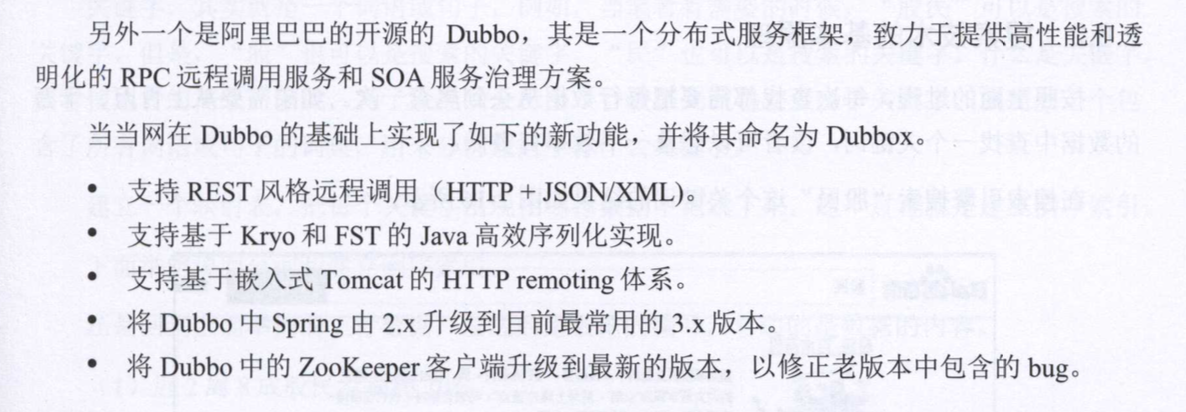 另外一个是阿里巴巴的开源的 Dubbo，其是一个分布式服务框架，致力于提供高性能和透
明化的 RPC 远程调用服务和 SOA 服务治理方案。
当当网在 Dubbo 的基础上实现了如下的新功能，并将其命名为 Dubbox。
• 支持 REST 风格远程调用（HTTP + JSON/XML)。
• 支持基于 Kryo 和 FST 的 Java 高效序列化实现。
• 支持基于嵌入式 Tomcat 的 HTTP remoting 体系。
• 将 Dubbo 中 Spring 由 2.x 升级到目前最常用的 3.x 版本。
• 将 Dubbo 中的 ZooKeeper 客户端升级到最新的版本，以修正老版本中包含的 bug。